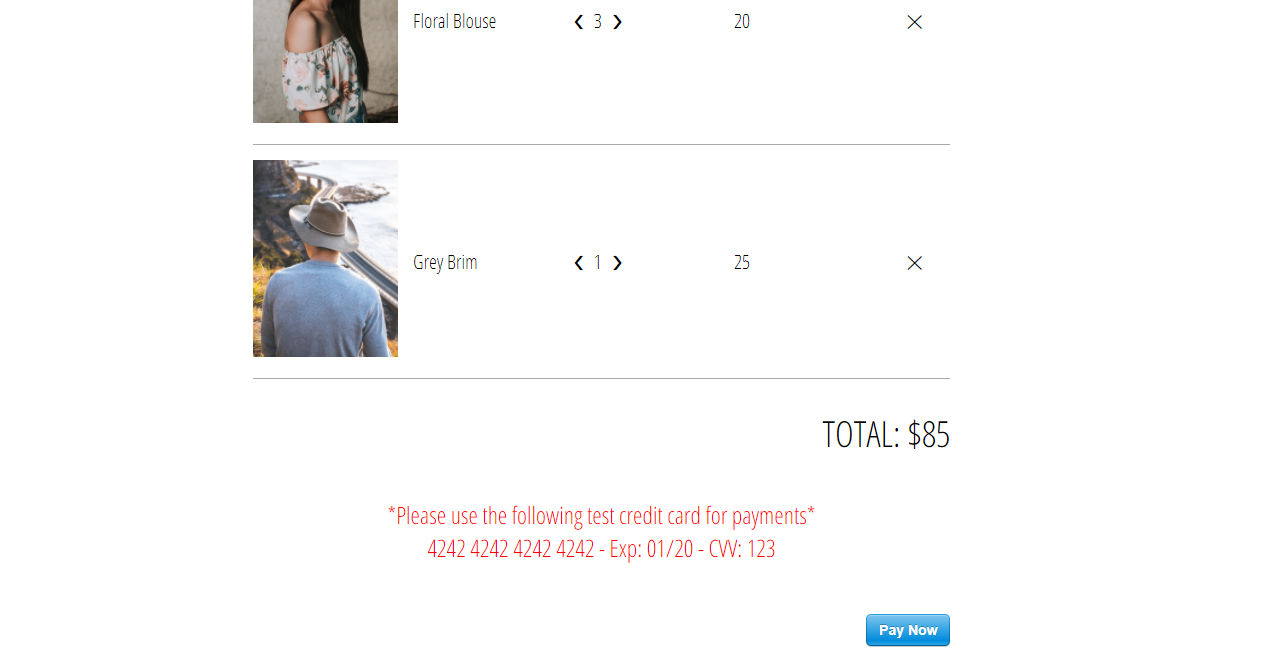 Floral Blouse ❮ 3 ❯ 20 ✕
Grey Brim ❮ 1 ❯ 25 ✕
TOTAL: $85
*Please use the following test credit card for payments*
4242 4242 4242 4242 - Exp: 01/20 - CVV: 123
Pay Now